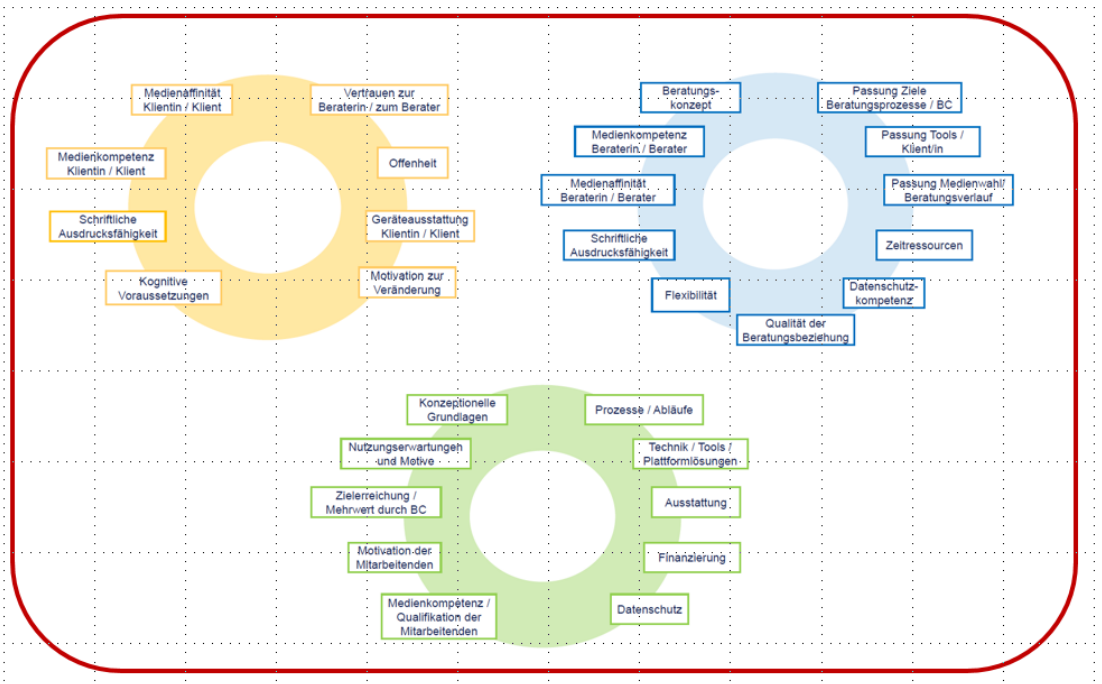 Medienaffinität
Klientin / Klient
Vertrauen zur
Beraterin / zum Berater
Medienkompetenz
Klientin / Klient
Offenheit
Schriftliche
Ausdrucksfähigkeit
Geräteausstattung
Klientin / Klient
Kognitive
Voraussetzungen
Motivation zur
Veränderung
Beratungs-
konzept
Passung Ziele
Beratungsprozesse / BC
Medienkompetenz
Beraterin / Berater
Passung Tools /
Klient/in
Medienaffinität
Beraterin / Berater
Passung Medienwahl/
Beratungsverlauf
Schriftliche
Ausdrucksfähigkeit
Zeitressourcen
Flexibilität
Datenschutz-
kompetenz
Qualität der
Beratungsbeziehung
Konzeptionelle
Grundlagen
Prozesse / Abläufe
Nutzungserwartungen
und Motive
Technik / Tools /
Plattformlösungen
Zielerreichung /
Mehrwert durch BC
Ausstattung
Motivation der
Mitarbeitenden
Finanzierung
Medienkompetenz /
Qualifikation der
Mitarbeitenden
Datenschutz